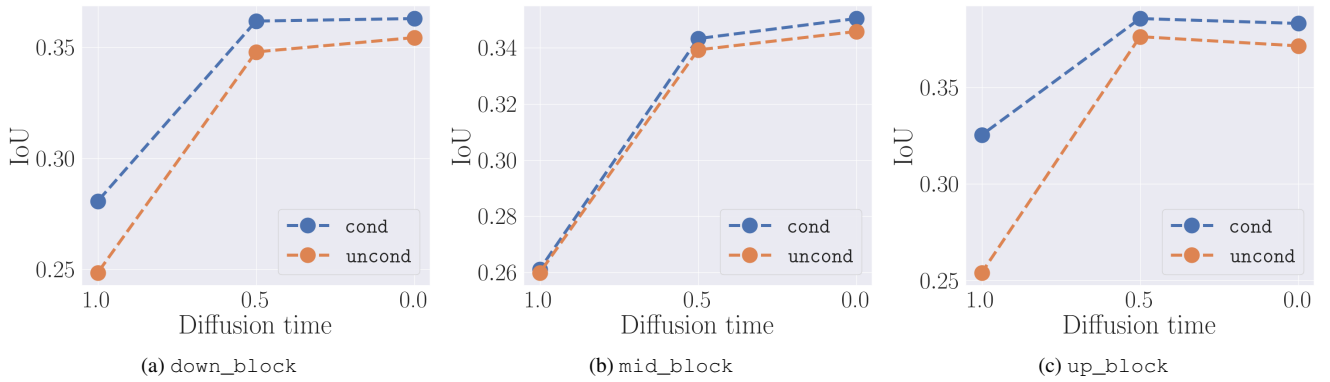 0.35
0.30
0.25
IoU
1.0
0.5
0.0
Diffusion time
cond
uncond
(a) down_block
0.34
0.32
0.30
0.28
0.26
IoU
1.0
0.5
0.0
Diffusion time
cond
uncond
(b) mid_block
0.35
0.30
0.25
IoU
1.0
0.5
0.0
Diffusion time
cond
uncond
(c) up_block